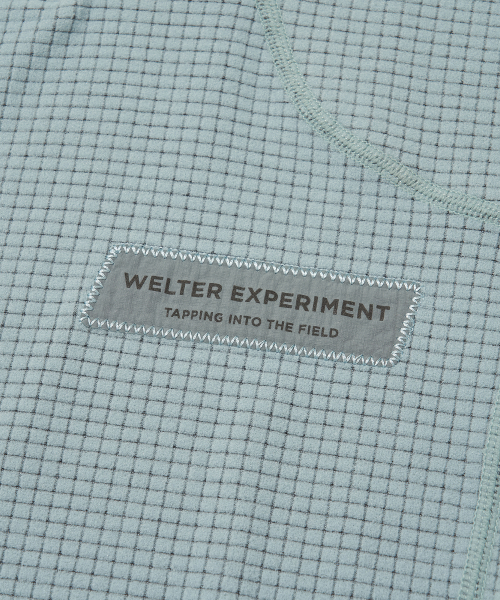 WELTER EXPERIMENT
TAPPING INTO THE FIELD